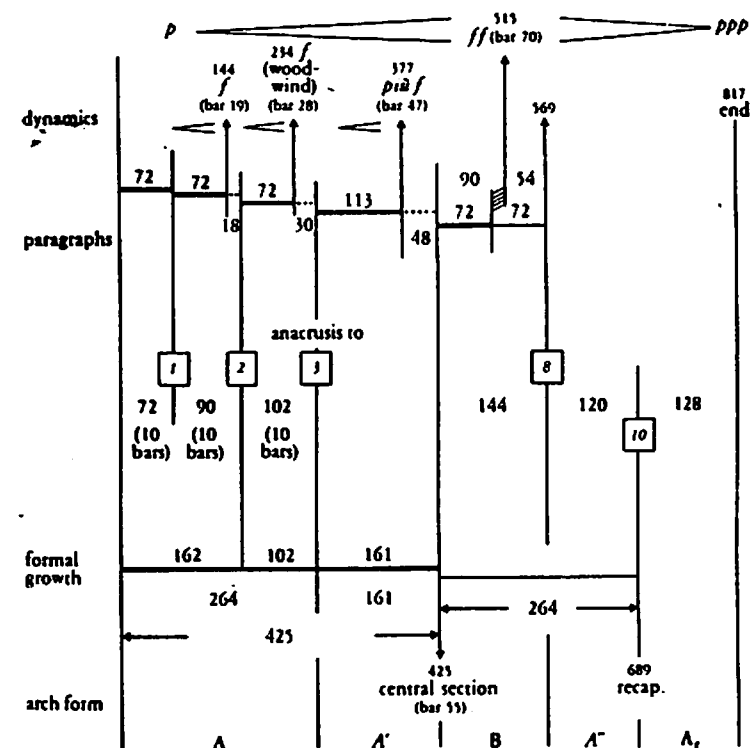 p
515
ff (bar 70)
ppp
144
f
(bar 19)
234 f
(wood-
wind)
(bar 28)
377
più f
(bar 47)
569
817
end
dynamics
72
72
72
113
90
54
72
72
18
30
48
paragraphs
anacrusis to
1
2
3
8
10
72
(10
bars)
90
(10
bars)
102
(10
bars)
144
120
128
formal
growth
162
102
161
264
161
264
425
425
central section
(bar 55)
689
recap.
arch form
A
A'
B
A"